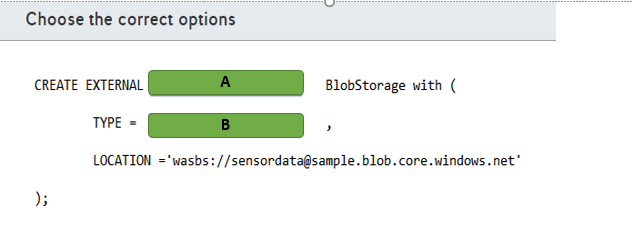 Choose the correct options
CREATE EXTERNAL A BlobStorage with (
TYPE = B ,
LOCATION ='wasbs://sensordata@sample.blob.core.windows.net'
);